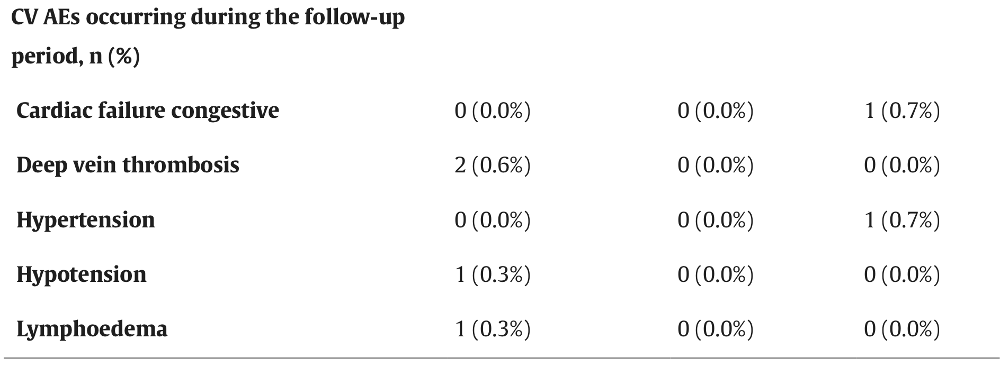 CV AEs occurring during the follow-up
period, n (%)
Cardiac failure congestive 0 (0.0%) 0 (0.0%) 1 (0.7%)
Deep vein thrombosis 2 (0.6%) 0 (0.0%) 0 (0.0%)
Hypertension 0 (0.0%) 0 (0.0%) 1 (0.7%)
Hypotension 1 (0.3%) 0 (0.0%) 0 (0.0%)
Lymphoedema 1 (0.3%) 0 (0.0%) 0 (0.0%)